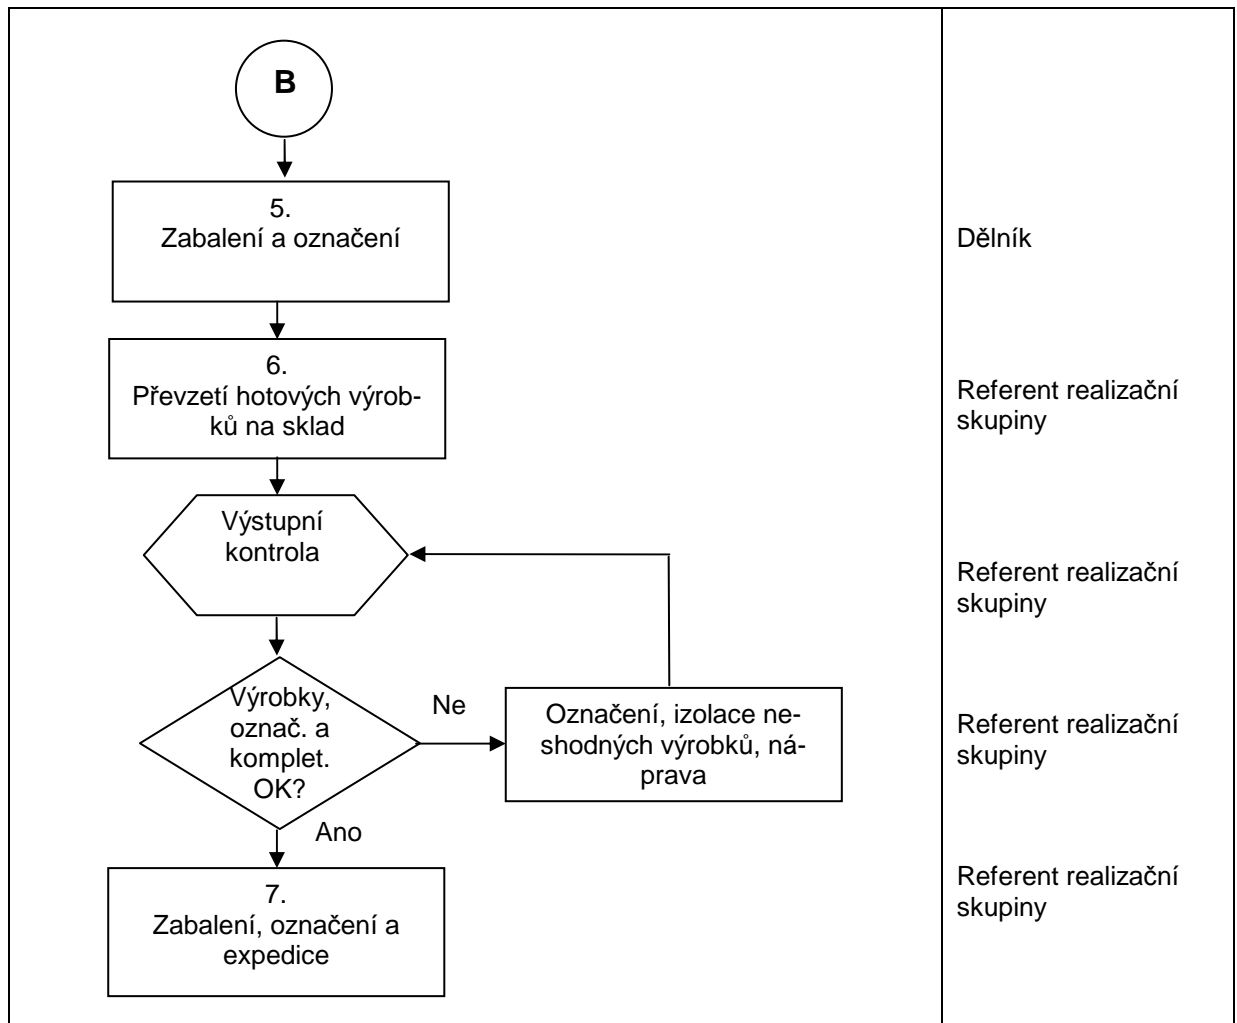 B
5.
Zabalení a označení
Dělník
6.
Převzetí hotových výrob-
ků na sklad
Referent realizační
skupiny
Výstupní
kontrola
Referent realizační
skupiny
Výrobky,
označ. a
komplet.
OK?
Ne
Označení, izolace ne-
shodných výrobků, ná-
prava
Referent realizační
skupiny
Ano
7.
Zabalení, označení a
expedice
Referent realizační
skupiny